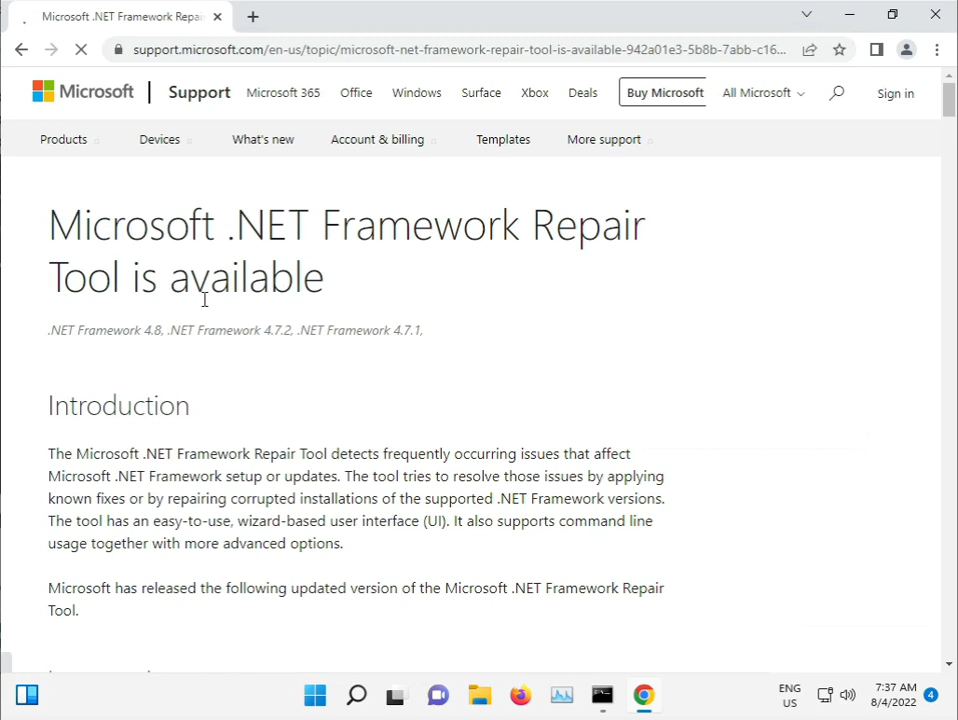 Microsoft .NET Framework Repai
support.microsoft.com/en-us/topic/microsoft-net-framework-repair-tool-is-available-942a01e3-5b8b-7abb-c16...
Microsoft Support Microsoft 365 Office Windows Surface Xbox Deals Buy Microsoft All Microsoft Sign in
Products Devices What's new Account & billing Templates More support
Microsoft .NET Framework Repair
Tool is available
.NET Framework 4.8, .NET Framework 4.7.2, .NET Framework 4.7.1,
Introduction
The Microsoft .NET Framework Repair Tool detects frequently occurring issues that affect
Microsoft .NET Framework setup or updates. The tool tries to resolve those issues by applying
known fixes or by repairing corrupted installations of the supported .NET Framework versions.
The tool has an easy-to-use, wizard-based user interface (UI). It also supports command line
usage together with more advanced options.
Microsoft has released the following updated version of the Microsoft .NET Framework Repair
Tool.
ENG
US
7:37 AM
8/4/2022
4